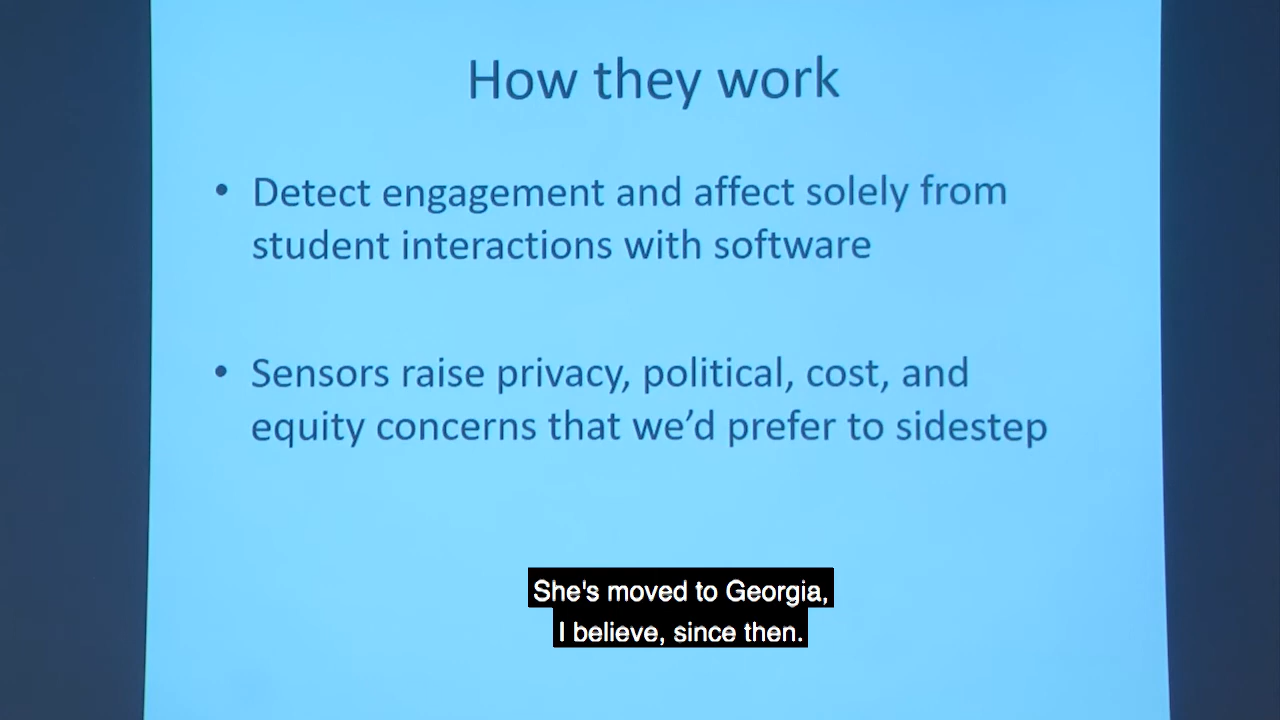 How they work
• Detect engagement and affect solely from
student interactions with software
• Sensors raise privacy, political, cost, and
equity concerns that we'd prefer to sidestep
She's moved to Georgia,
I believe, since then.